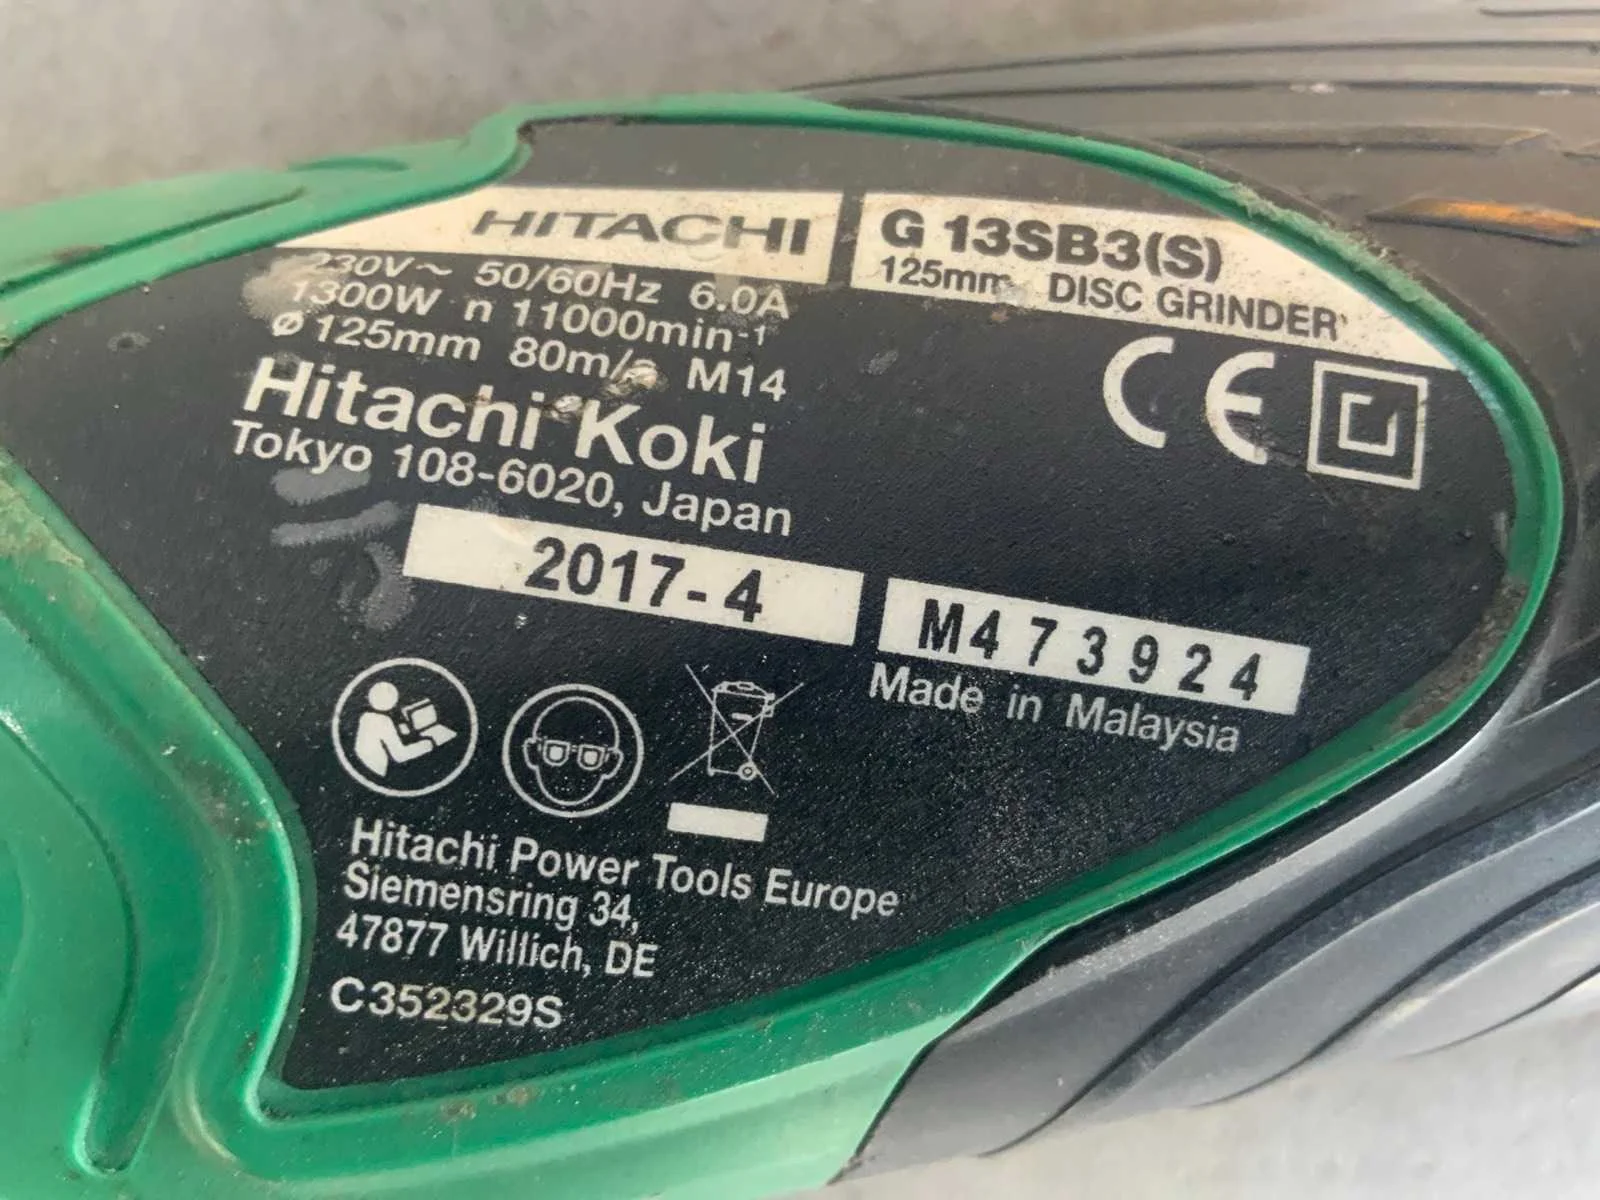 HITACHI
G 13SB3(S)
125mm DISC GRINDER
230V~ 50/60Hz 6.0A
1300W n 11000min-1
ø125mm 80m/s M14
Hitachi Koki
Tokyo 108-6020, Japan
CE
2017-4
M473924
Made in Malaysia
Hitachi Power Tools Europe
Siemensring 34,
47877 Willich, DE
C352329S